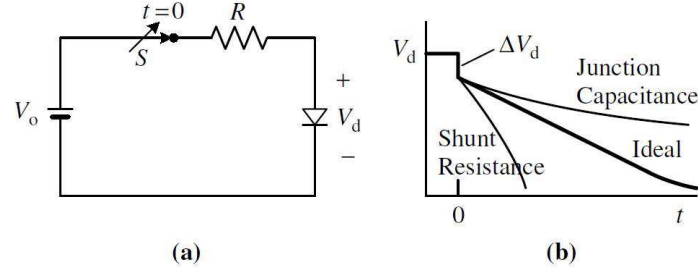 t=0
R
S
+
V_o
V_d
−
(a)
V_d
ΔV_d
Junction
Capacitance
Shunt
Resistance
Ideal
0
t
(b)